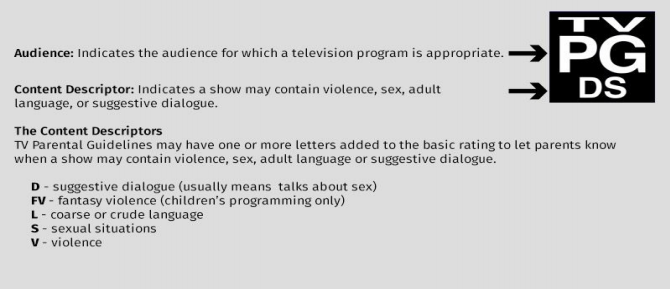 Audience: Indicates the audience for which a television program is appropriate.
TV
PG
DS
Content Descriptor: Indicates a show may contain violence, sex, adult
language, or suggestive dialogue.
The Content Descriptors
TV Parental Guidelines may have one or more letters added to the basic rating to let parents know
when a show may contain violence, sex, adult language or suggestive dialogue.
D - suggestive dialogue (usually means talks about sex)
FV - fantasy violence (children's programming only)
L - coarse or crude language
S - sexual situations
V - violence